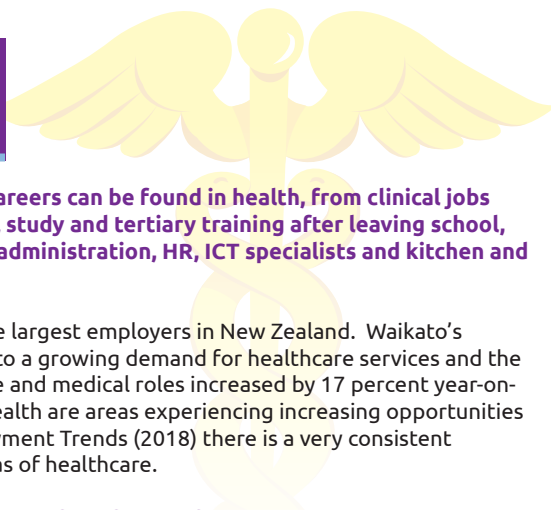 areers can be found in health, from clinical jobs
study and tertiary training after leaving school,
administration, HR, ICT specialists and kitchen and
e largest employers in New Zealand. Waikato's
to a growing demand for healthcare services and the
e and medical roles increased by 17 percent year-on-
ealth are areas experiencing increasing opportunities
yment Trends (2018) there is a very consistent
as of healthcare.